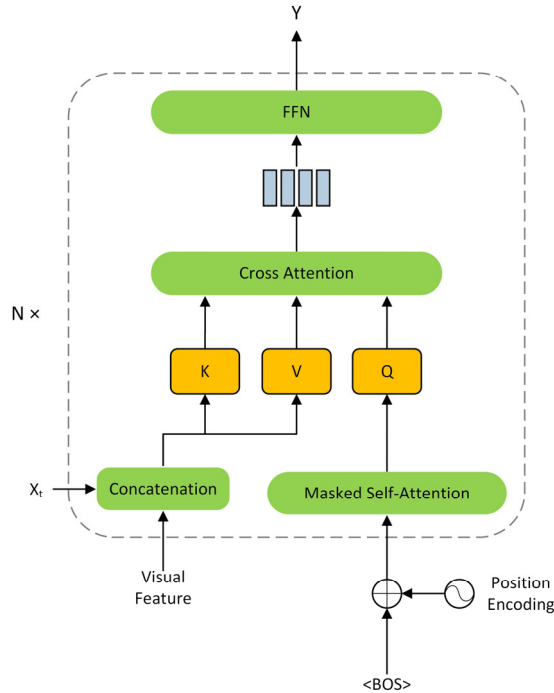 Y
FFN
Cross Attention
N ×
K
V
Q
Xₜ
Concatenation
Masked Self-Attention
Visual
Feature
Position
Encoding
<BOS>